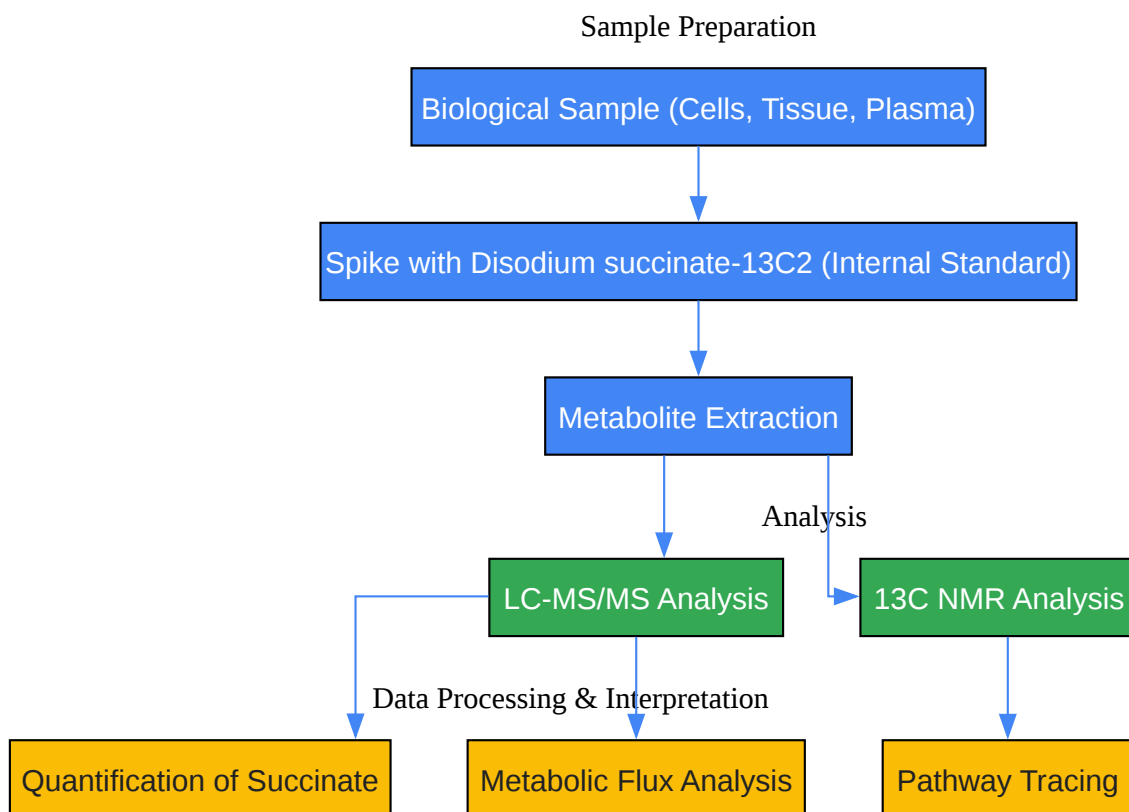 Sample Preparation
Biological Sample (Cells, Tissue, Plasma)
Spike with Disodium succinate-13C2 (Internal Standard)
Metabolite Extraction
Analysis
LC-MS/MS Analysis
13C NMR Analysis
Data Processing & Interpretation
Quantification of Succinate
Metabolic Flux Analysis
Pathway Tracing